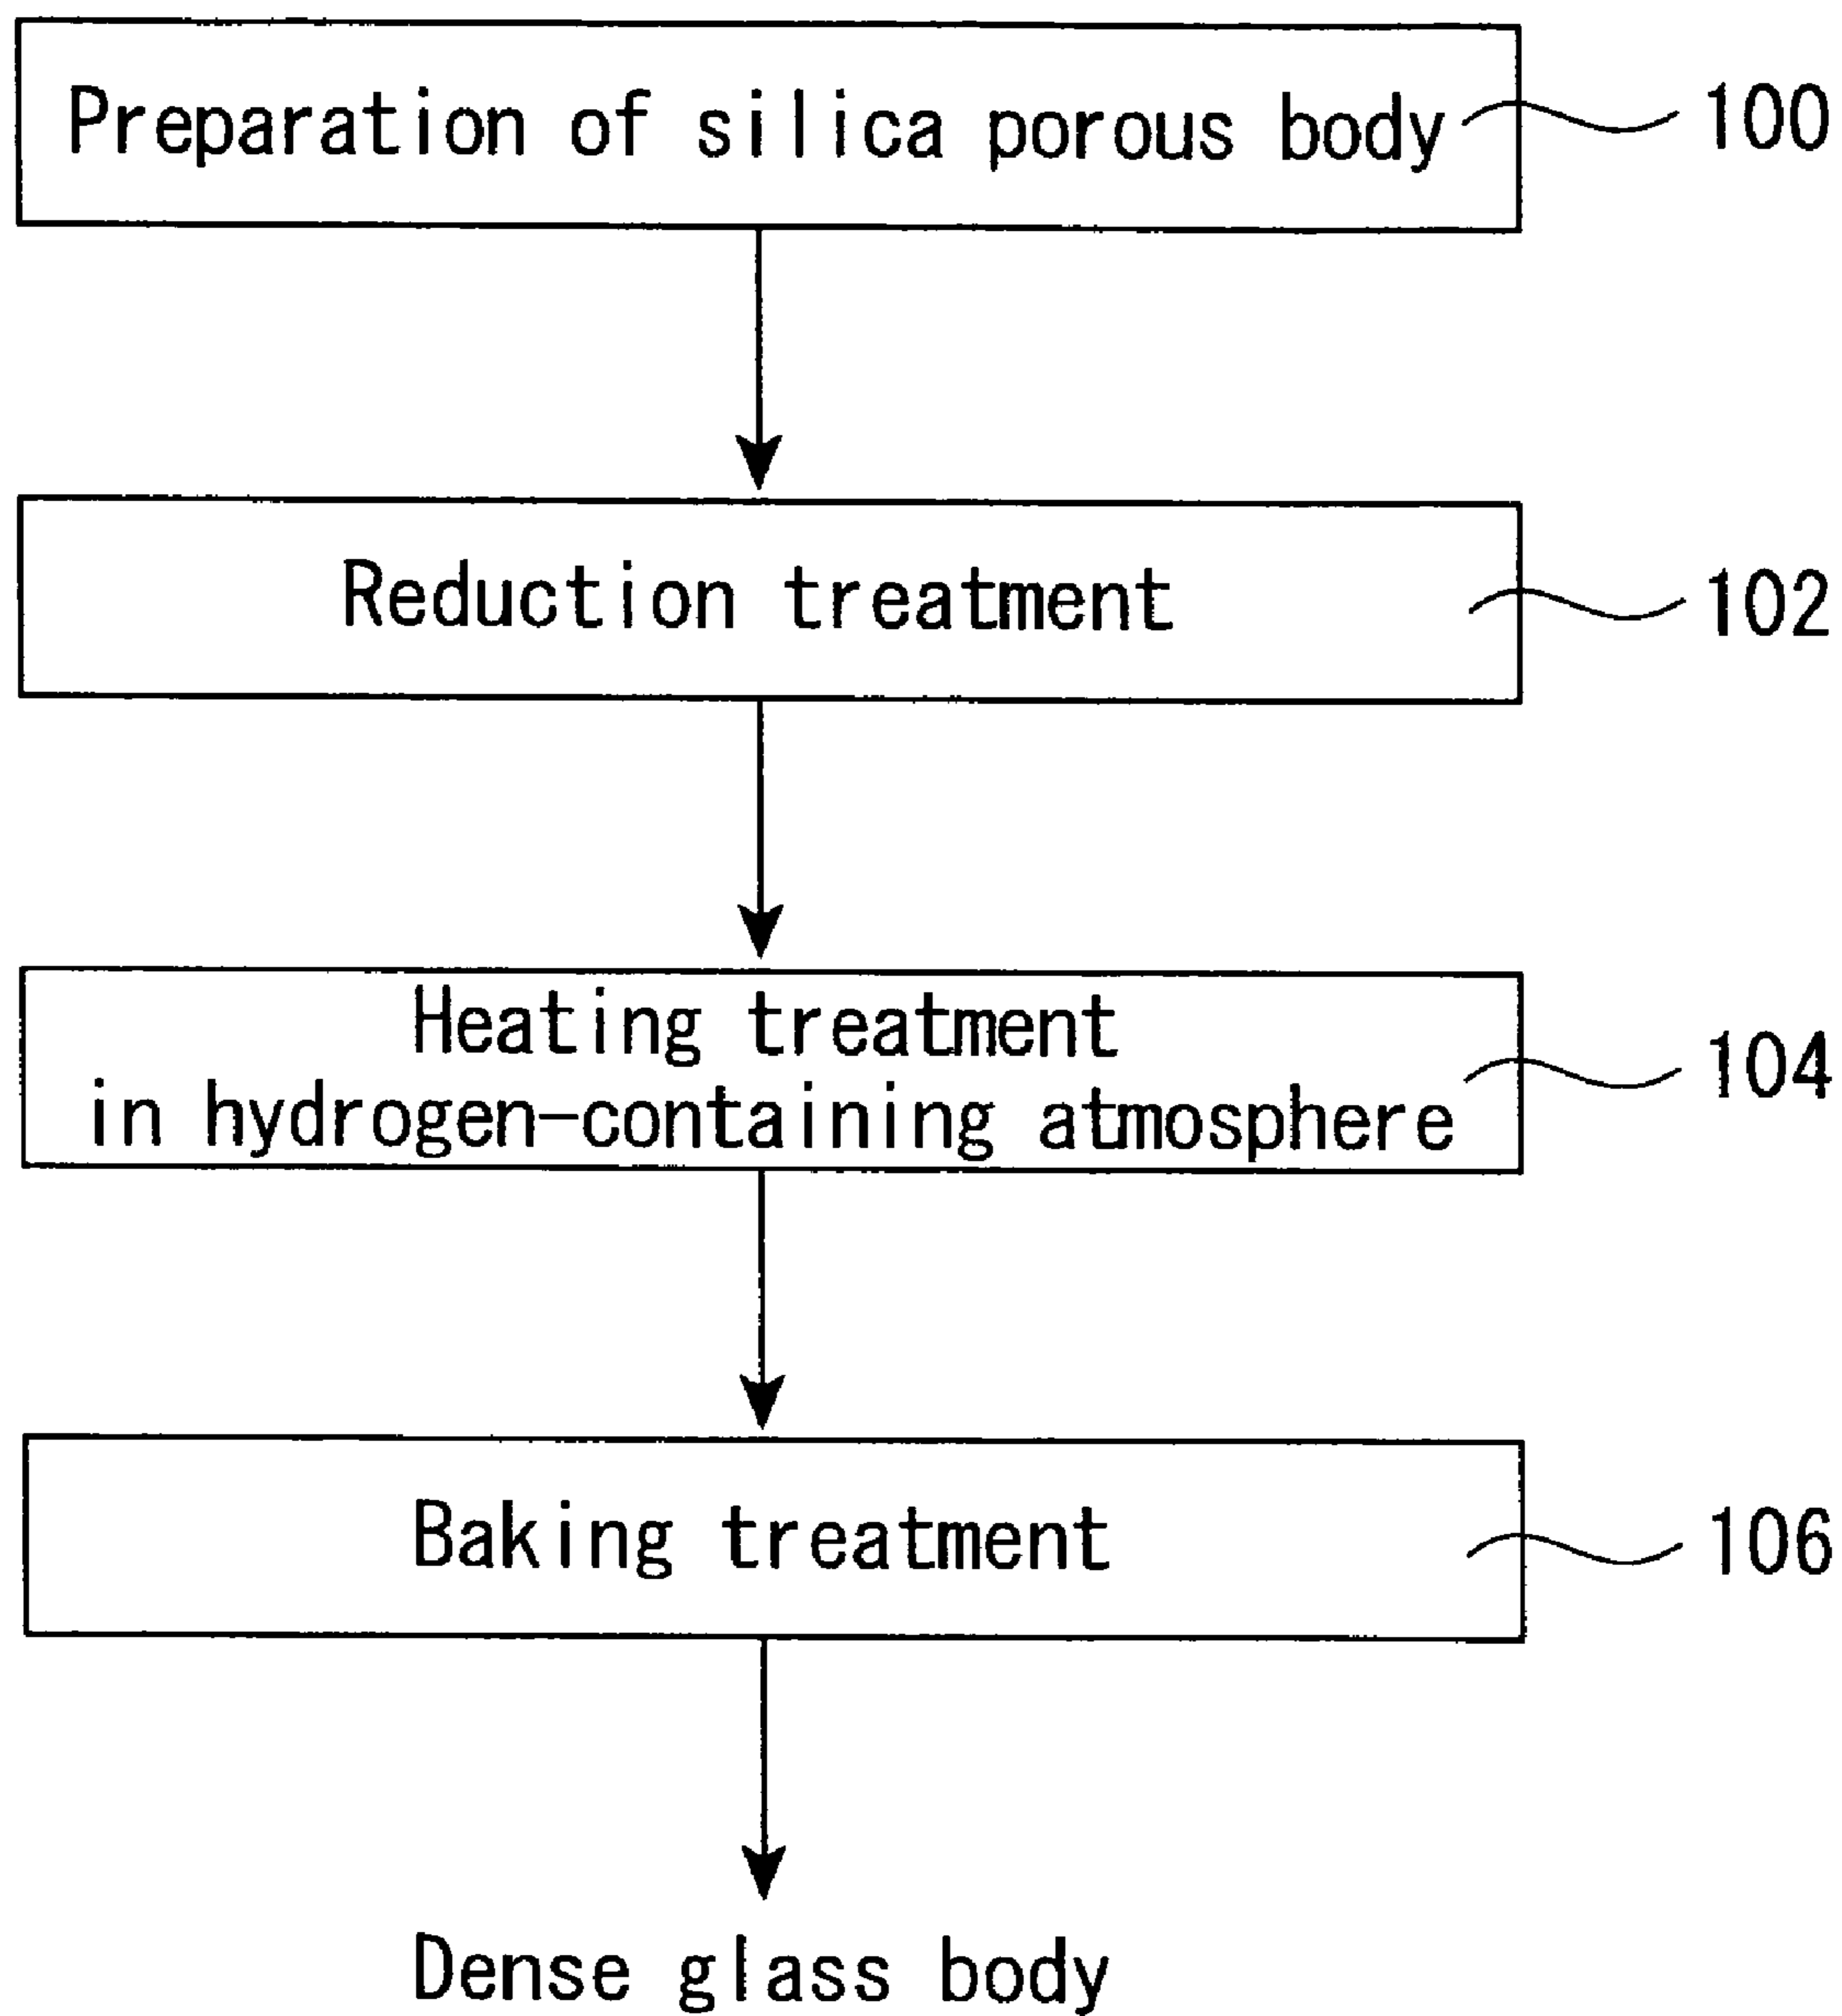 Preparation of silica porous body 100
Reduction treatment 102
Heating treatment
in hydrogen-containing atmosphere 104
Baking treatment 106
Dense glass body